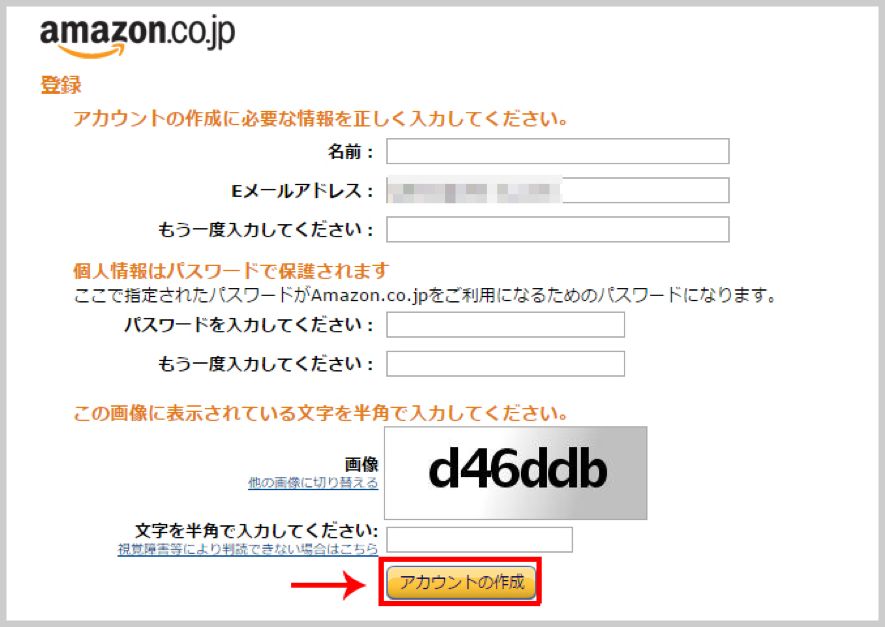 amazon.co.jp
登録
アカウントの作成に必要な情報を正しく入力してください。
名前：
Eメールアドレス：
もう一度入力してください：
個人情報はパスワードで保護されます
ここで指定されたパスワードがAmazon.co.jpをご利用になるためのパスワードになります。
パスワードを入力してください：
もう一度入力してください：
この画像に表示されている文字を半角で入力してください。
画像
他の画像に切り替える
d46ddb
文字を半角で入力してください:
視覚障害等により判読できない場合はこちら
アカウントの作成